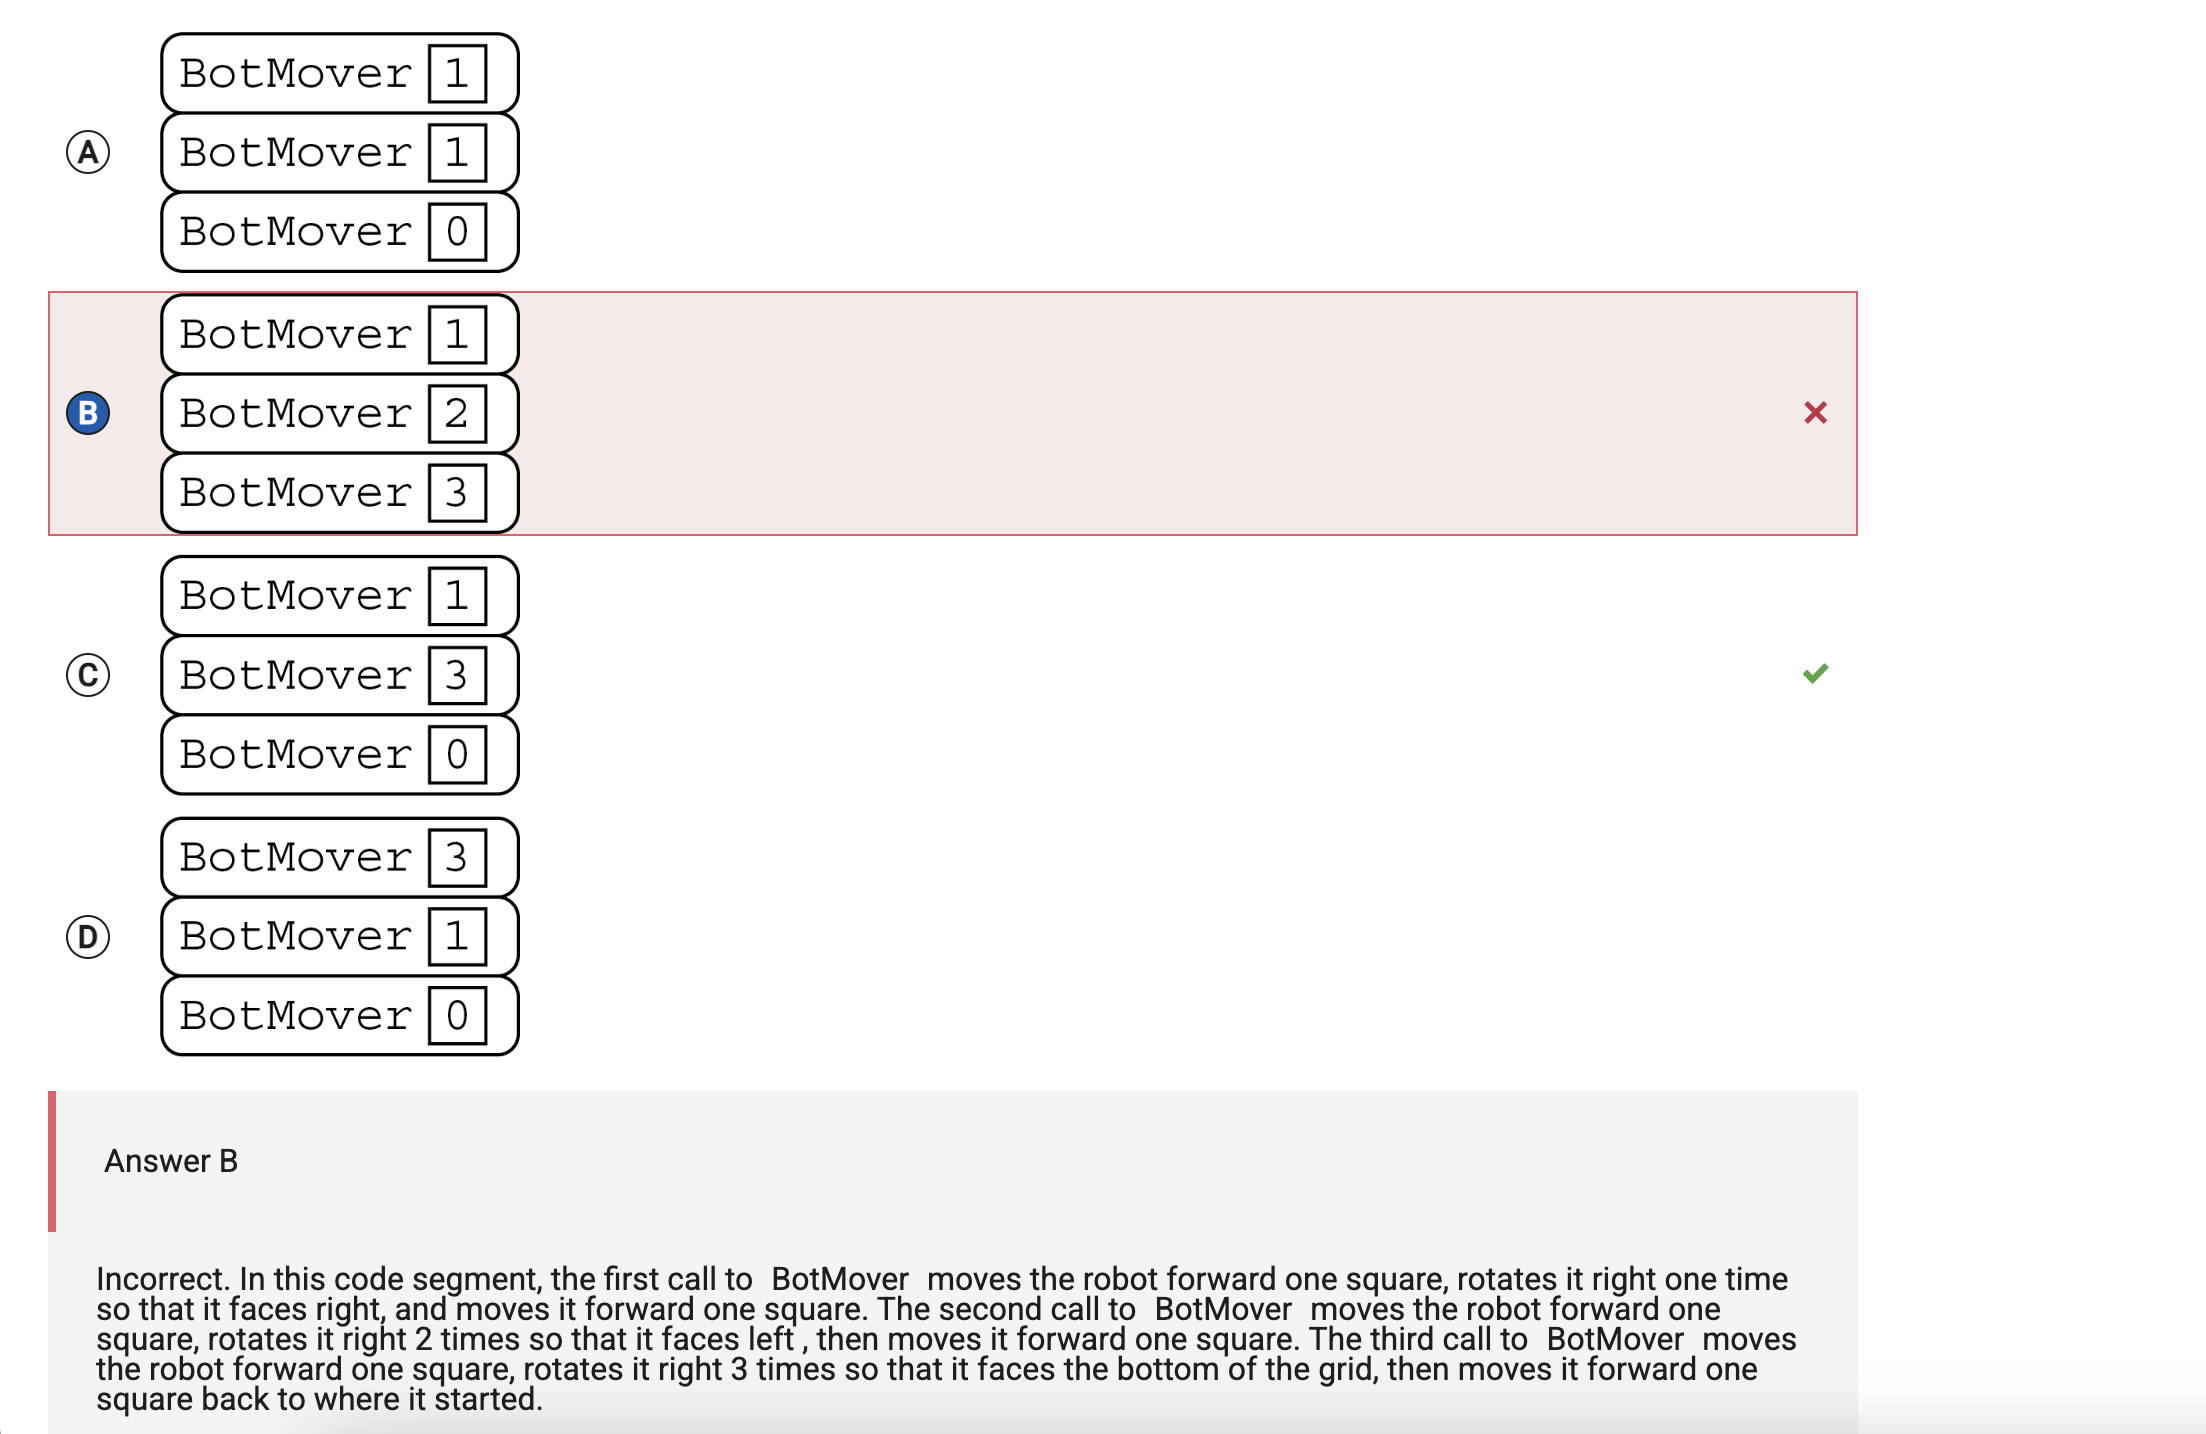 BotMover 1
A
BotMover 1
BotMover 0
BotMover 1
B
BotMover 2
BotMover 3
BotMover 1
C
BotMover 3
BotMover 0
BotMover 3
D
BotMover 1
BotMover 0
Answer B
Incorrect. In this code segment, the first call to BotMover moves the robot forward one square, rotates it right one time
so that it faces right, and moves it forward one square. The second call to BotMover moves the robot forward one
square, rotates it right 2 times so that it faces left , then moves it forward one square. The third call to BotMover moves
the robot forward one square, rotates it right 3 times so that it faces the bottom of the grid, then moves it forward one
square back to where it started.